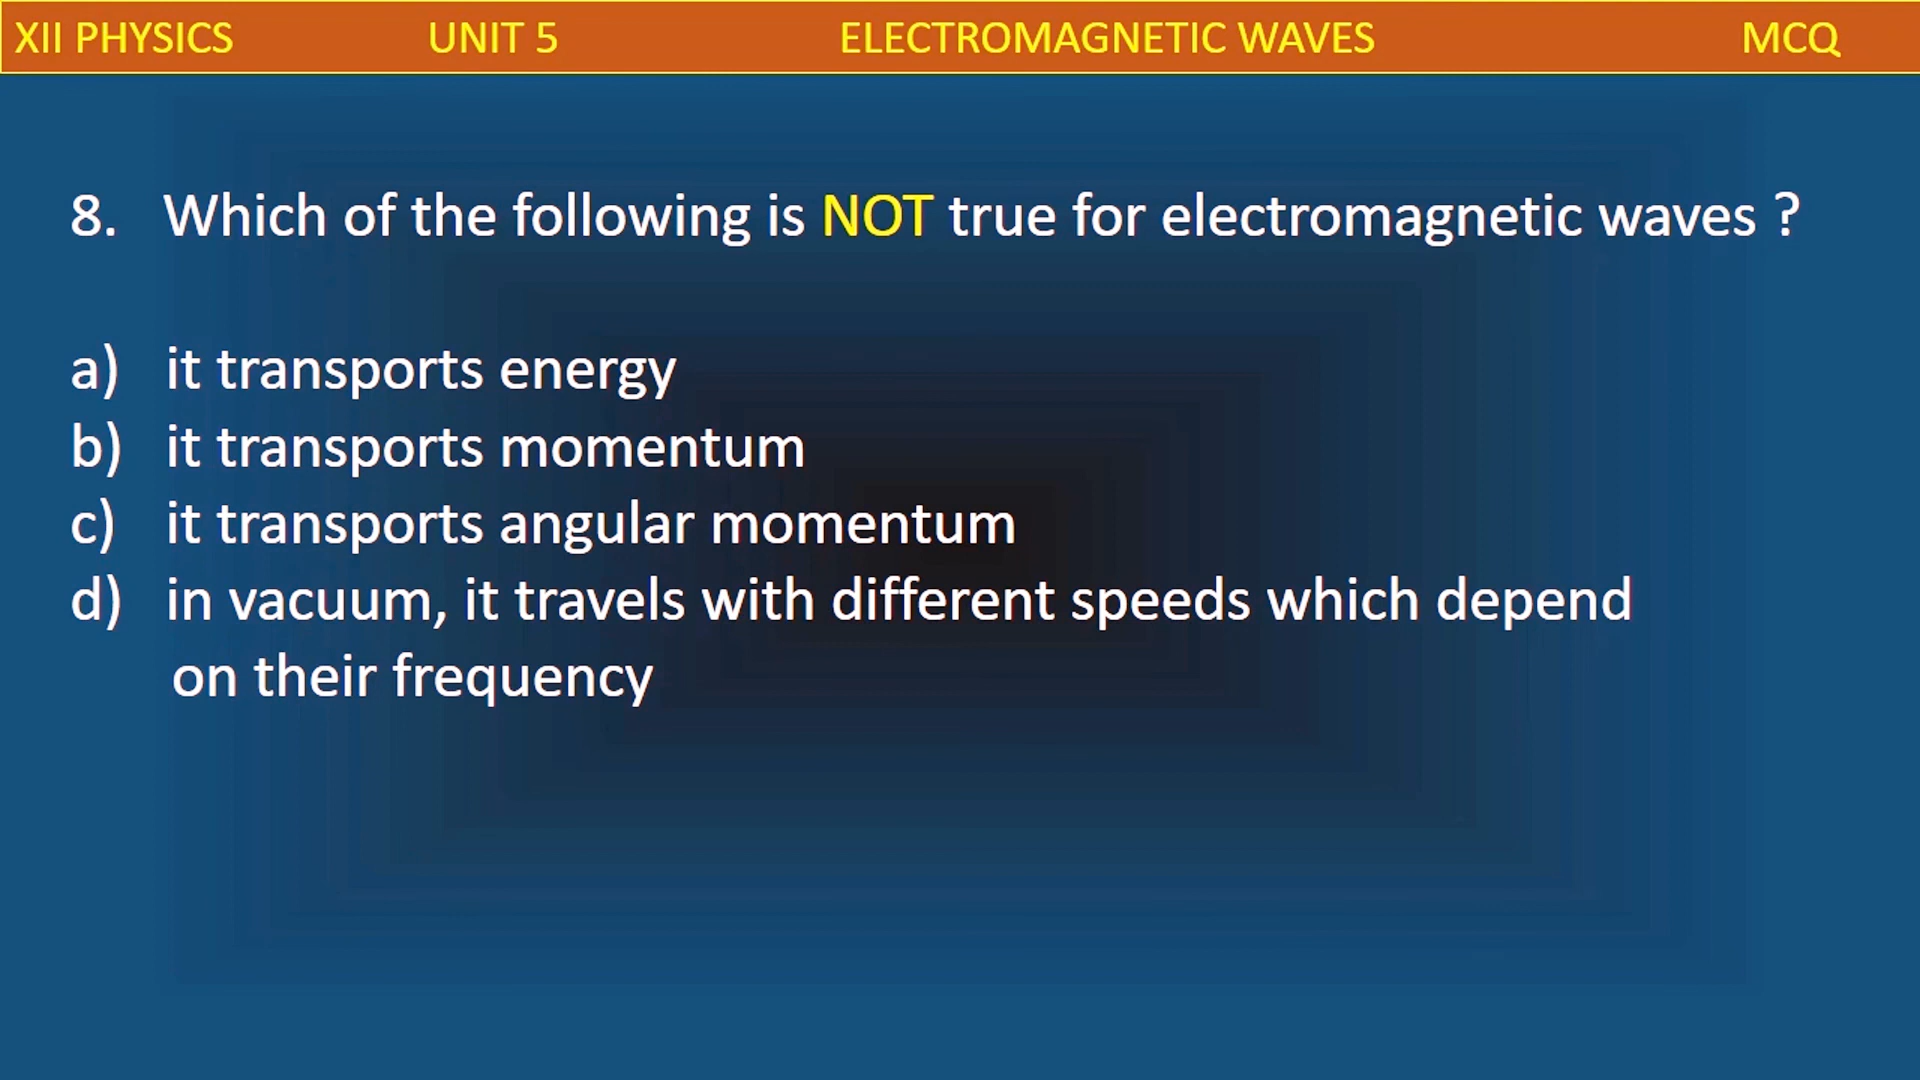 XII PHYSICS UNIT 5 ELECTROMAGNETIC WAVES MCQ
8. Which of the following is NOT true for electromagnetic waves ?
a) it transports energy
b) it transports momentum
c) it transports angular momentum
d) in vacuum, it travels with different speeds which depend
on their frequency